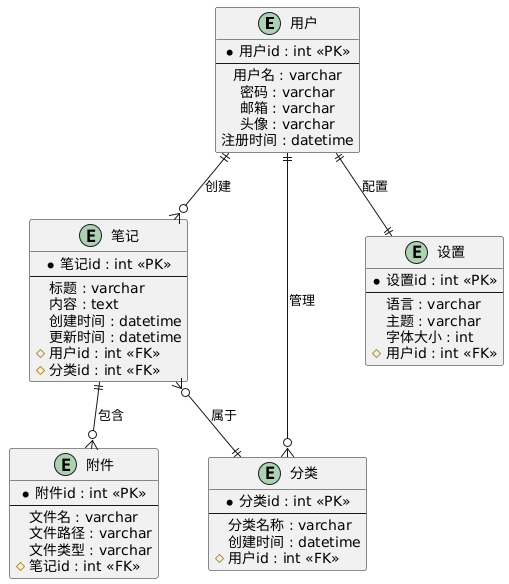 E 用户
* 用户id : int «PK»
用户名 : varchar
密码 : varchar
邮箱 : varchar
头像 : varchar
注册时间 : datetime
创建
配置
E 笔记
* 笔记id : int «PK»
标题 : varchar
内容 : text
创建时间 : datetime
更新时间 : datetime
用户id : int «FK»
分类id : int «FK»
管理
E 设置
* 设置id : int «PK»
语言 : varchar
主题 : varchar
字体大小 : int
用户id : int «FK»
包含
属于
E 附件
* 附件id : int «PK»
文件名 : varchar
文件路径 : varchar
文件类型 : varchar
笔记id : int «FK»
E 分类
* 分类id : int «PK»
分类名称 : varchar
创建时间 : datetime
用户id : int «FK»